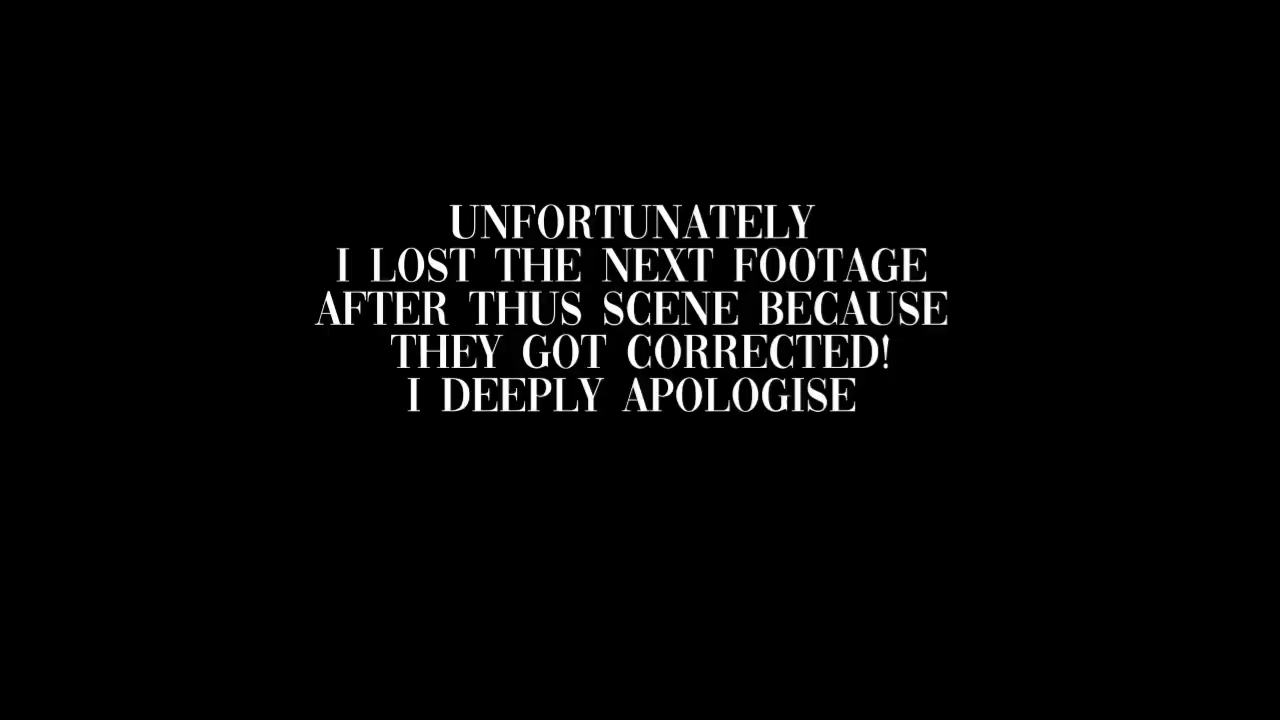 UNFORTUNATELY
I LOST THE NEXT FOOTAGE
AFTER THUS SCENE BECAUSE
THEY GOT CORRECTED!
I DEEPLY APOLOGISE